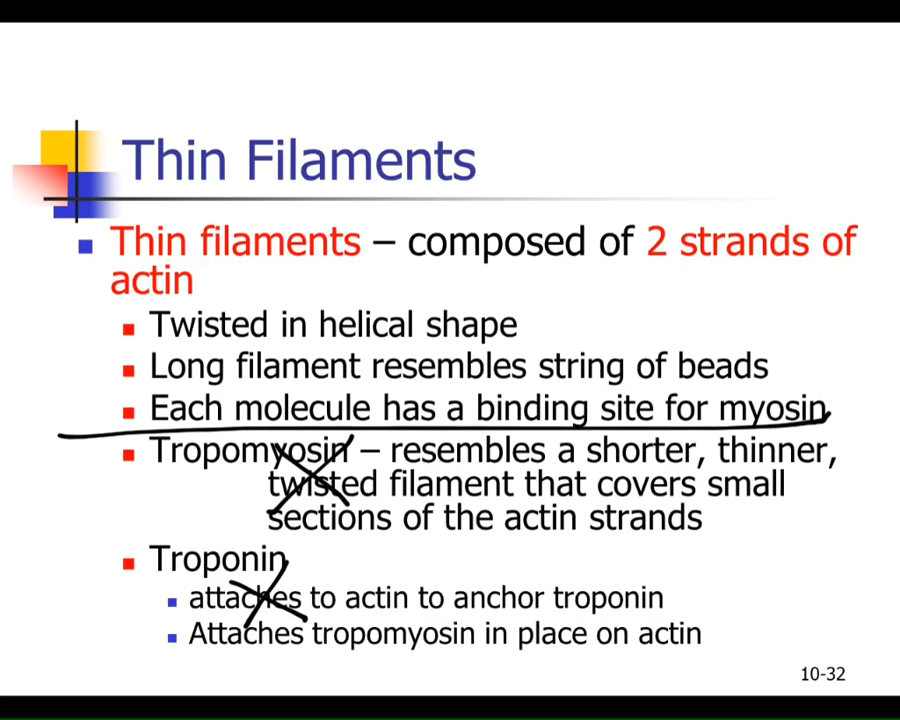 Thin Filaments
Thin filaments – composed of 2 strands of
actin
Twisted in helical shape
Long filament resembles string of beads
Each molecule has a binding site for myosin
Tropomyosin – resembles a shorter, thinner,
twisted filament that covers small
sections of the actin strands
Troponin
attaches to actin to anchor troponin
Attaches tropomyosin in place on actin
10-32